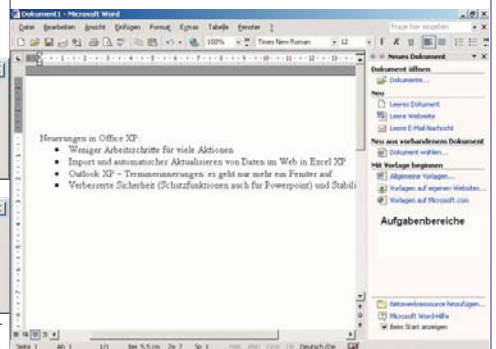 Dokument1 - Microsoft Word
Datei Bearbeiten Ansicht Einfügen Format Extras Tabelle Fenster ?
Frage hier eingeben
100% Times New Roman 12 F K U
Neues Dokument
Dokument öffnen
Dokumente...
Neu
Leeres Dokument
Leere Webseite
Leere E-Mail-Nachricht
Neu aus vorhandenem Dokument
Dokument wählen...
Mit Vorlage beginnen
Allgemeine Vorlagen...
Vorlagen auf eigenen Websites...
Vorlagen auf Microsoft.com
Aufgabenbereiche
Neuerungen in Office XP:
Weniger Arbeitsschritte für viele Aktionen
Import und automatischer Aktualisieren von Daten im Web in Excel XP
Outlook XP – Terminerinnerungen: es geht nur mehr ein Fenster auf
Verbesserte Sicherheit (Schutzfunktionen auch für Powerpoint) und Stabili
Netzwerkressource hinzufügen...
Microsoft Word-Hilfe
Beim Start anzeigen
Seite 1 Ab 1 1/1 Bei 5,5 cm Ze 7 Sp 1 Deutsch (De